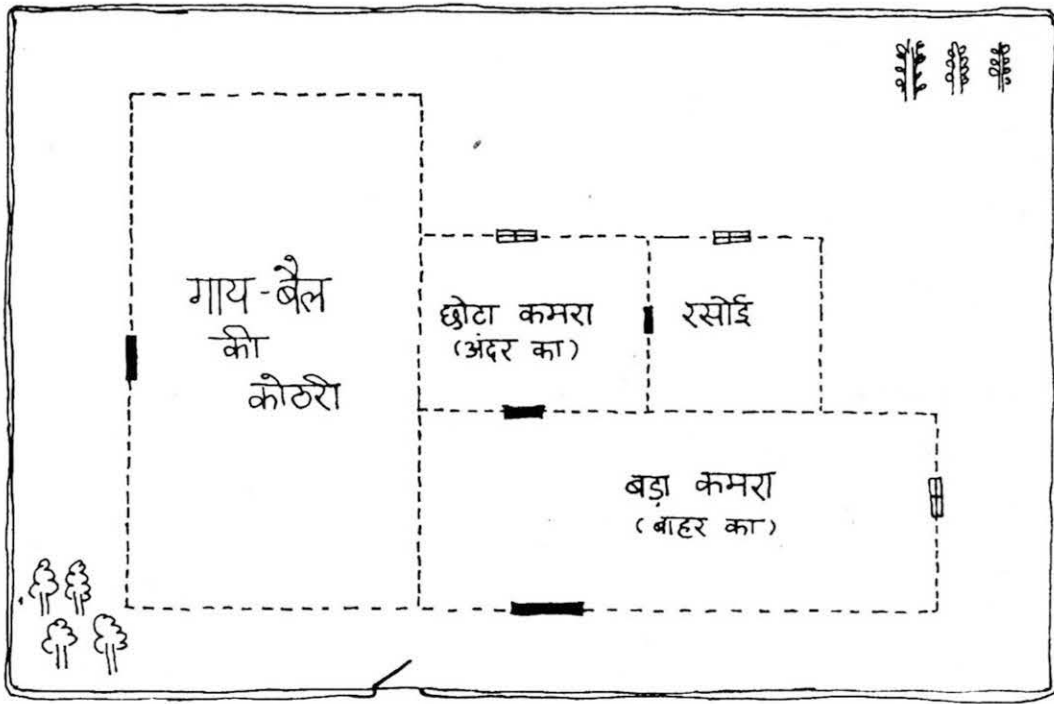 गाय-बैल
की
कोठरी
छोटा कमरा
(अंदर का)
रसोई
बड़ा कमरा
(बाहर का)